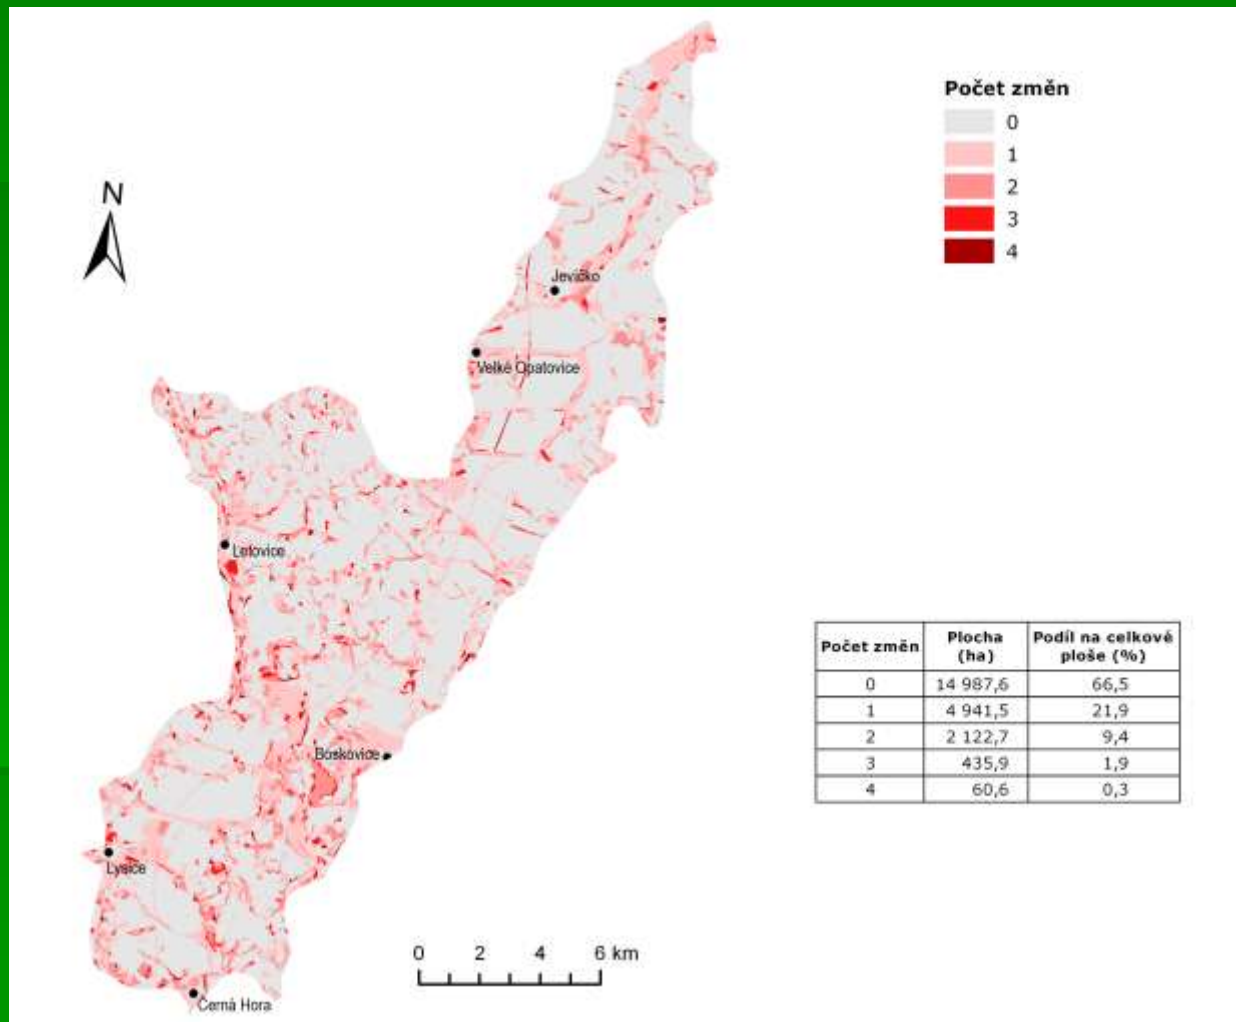 Počet změn
0
1
2
3
4
N
Jevíčko
Velké Opatovice
Letovice
Boskovice
Lysice
Černá Hora
0 2 4 6 km
Počet změn Plocha (ha) Podíl na celkové ploše (%)
0 14 987,6 66,5
1 4 941,5 21,9
2 2 122,7 9,4
3 435,9 1,9
4 60,6 0,3